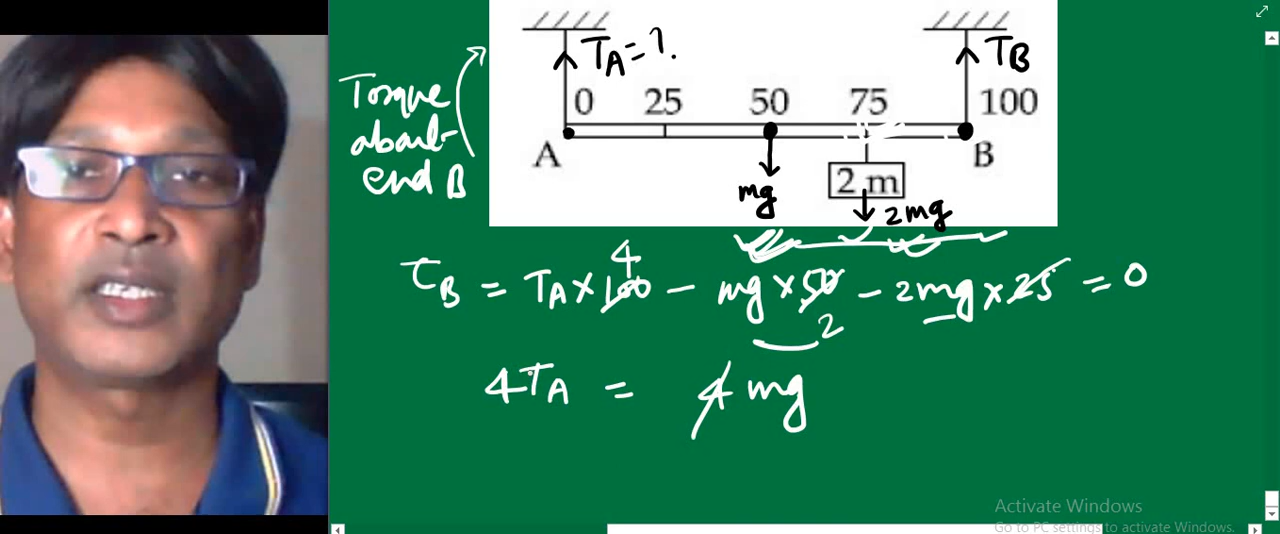 T_A = ?
T_B
0 25 50 75 100
A
B
2 m
mg
2mg
Torque
about
end B
τ_B = T_A × 100 − mg × 50 − 2mg × 25 = 0
4
2
4T_A = 4 mg
Activate Windows
Go to PC settings to activate Windows.